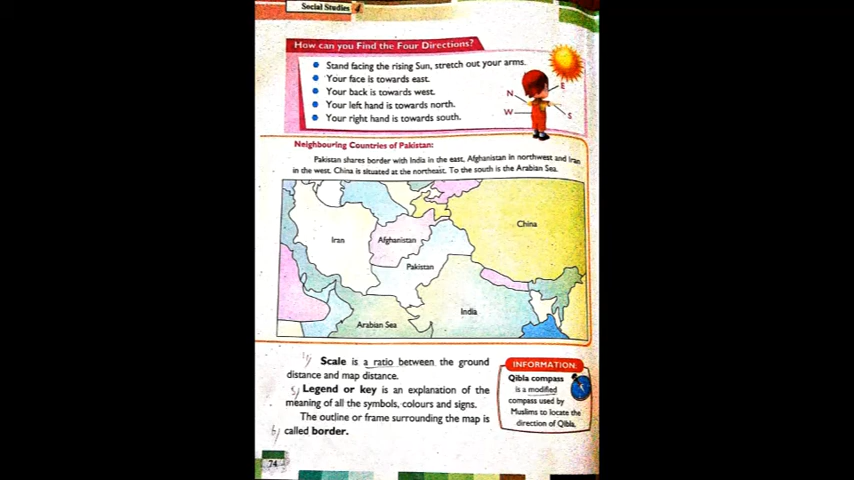 Social Studies 4
How can you Find the Four Directions?
Stand facing the rising Sun, stretch out your arms.
Your face is towards east.
Your back is towards west.
Your left hand is towards north.
Your right hand is towards south.
N
E
W
S
Neighbouring Countries of Pakistan:
Pakistan shares border with India in the east, Afghanistan in northwest and Iran
in the west. China is situated at the northeast. To the south is the Arabian Sea.
China
Iran
Afghanistan
Pakistan
India
Arabian Sea
Scale is a ratio between the ground
distance and map distance.
Legend or key is an explanation of the
meaning of all the symbols, colours and signs.
The outline or frame surrounding the map is
called border.
INFORMATION
Qibla compass
is a modified
compass used by
Muslims to locate the
direction of Qibla.
74